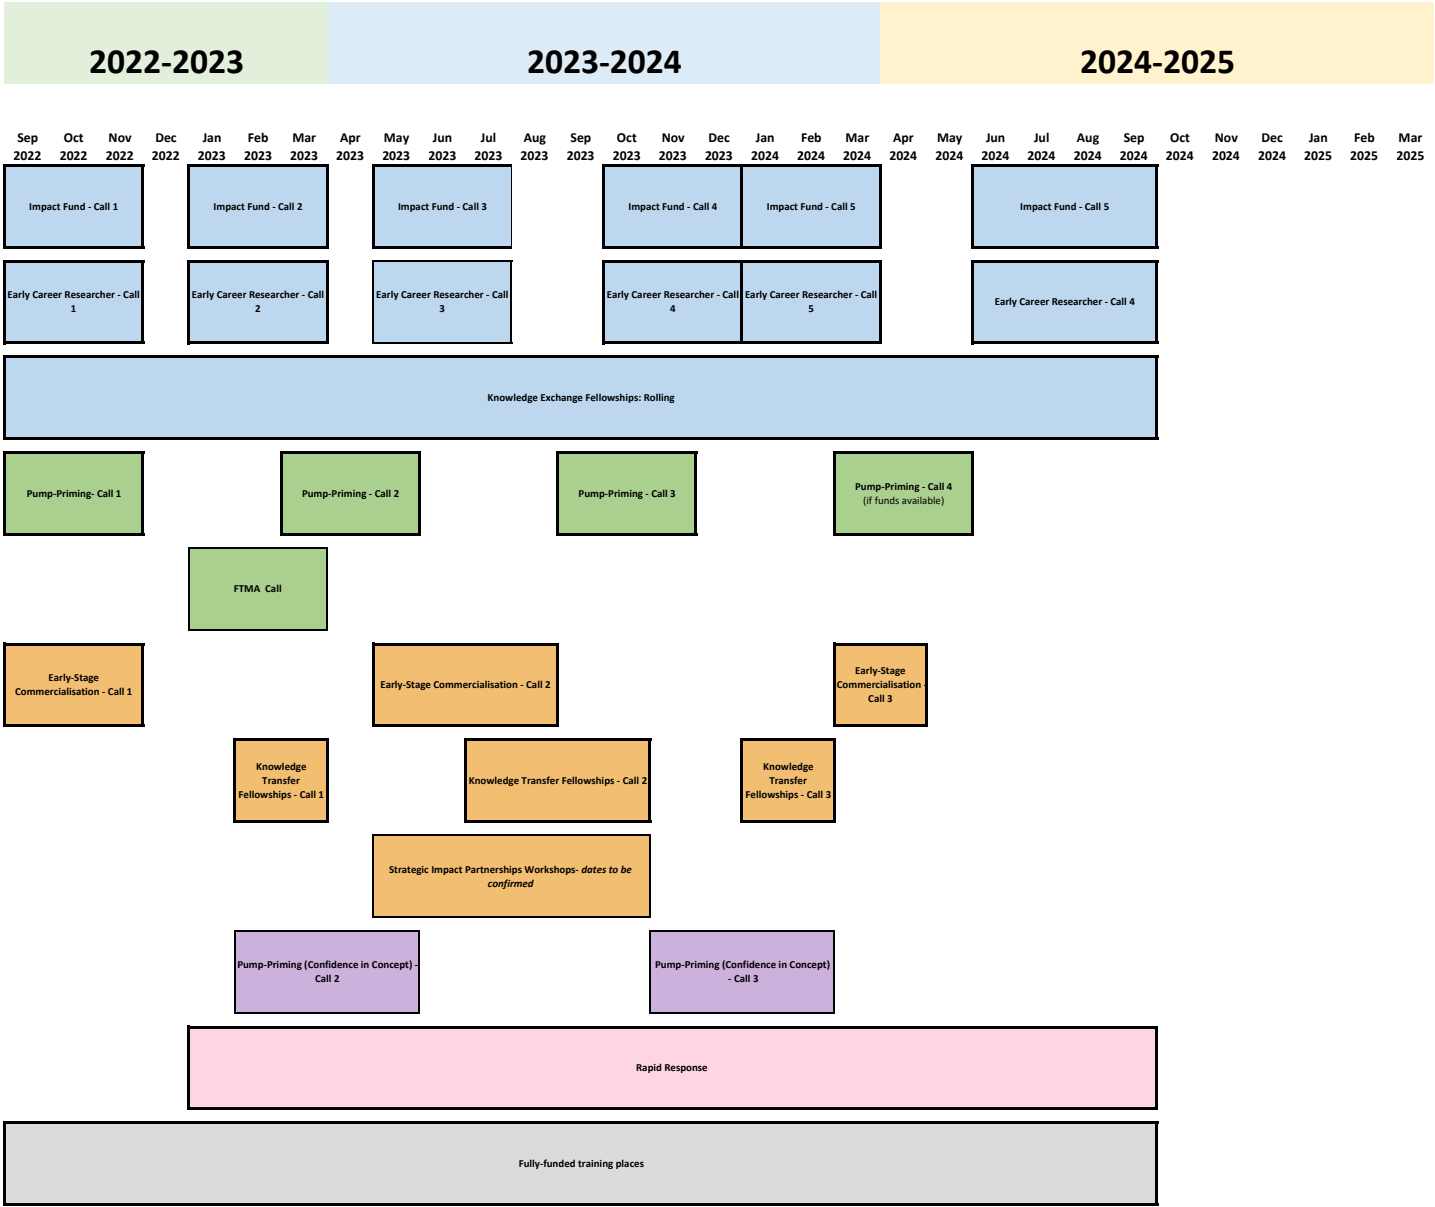 2022-2023
2023-2024
2024-2025
Sep Oct Nov Dec Jan Feb Mar Apr May Jun Jul Aug Sep Oct Nov Dec Jan Feb Mar Apr May Jun Jul Aug Sep Oct Nov Dec Jan Feb Mar
2022 2022 2022 2022 2023 2023 2023 2023 2023 2023 2023 2023 2023 2023 2023 2023 2024 2024 2024 2024 2024 2024 2024 2024 2024 2024 2024 2024 2025 2025 2025
Impact Fund - Call 1
Impact Fund - Call 2
Impact Fund - Call 3
Impact Fund - Call 4
Impact Fund - Call 5
Impact Fund - Call 5
Early Career Researcher - Call
1
Early Career Researcher - Call
2
Early Career Researcher - Call
3
Early Career Researcher - Call
4
Early Career Researcher - Call
5
Early Career Researcher - Call 4
Knowledge Exchange Fellowships: Rolling
Pump-Priming- Call 1
Pump-Priming - Call 2
Pump-Priming - Call 3
Pump-Priming - Call 4
(if funds available)
FTMA Call
Early-Stage
Commercialisation - Call 1
Early-Stage Commercialisation - Call 2
Early-Stage
Commercialisation -
Call 3
Knowledge
Transfer
Fellowships - Call 1
Knowledge Transfer Fellowships - Call 2
Knowledge
Transfer
Fellowships - Call 3
Strategic Impact Partnerships Workshops- dates to be
confirmed
Pump-Priming (Confidence in Concept) -
Call 2
Pump-Priming (Confidence in Concept)
- Call 3
Rapid Response
Fully-funded training places